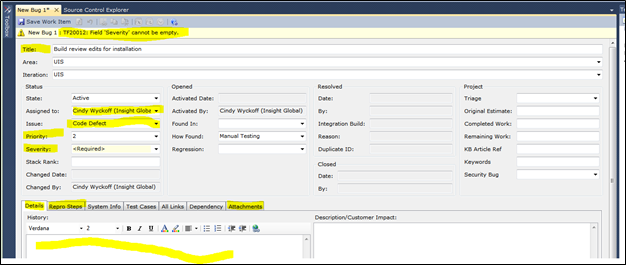 New Bug 1* Source Control Explorer
Toolbox
Save Work Item
New Bug 1 : TF20012: Field 'Severity' cannot be empty.
Title: Build review edits for installation
Area: UIS
Iteration: UIS
Status Opened Resolved Project
State: Active Activated Date: Date: Triage
Assigned to: Cindy Wyckoff (Insight Globa Activated By: Cindy Wyckoff (Insight Global) By: Original Estimate:
Issue: Code Defect Found In: Integration Build: Completed Work:
Priority: 2 How Found: Manual Testing Reason: Remaining Work:
Severity: <Required> Regression: Duplicate ID: KB Article Ref
Stack Rank: Closed Keywords
Changed Date: Date: Security Bug
Changed By: Cindy Wyckoff (Insight Global) By:
Details Repro Steps System Info Test Cases All Links Dependency Attachments
History: Description/Customer Impact:
Verdana 2 B I U A